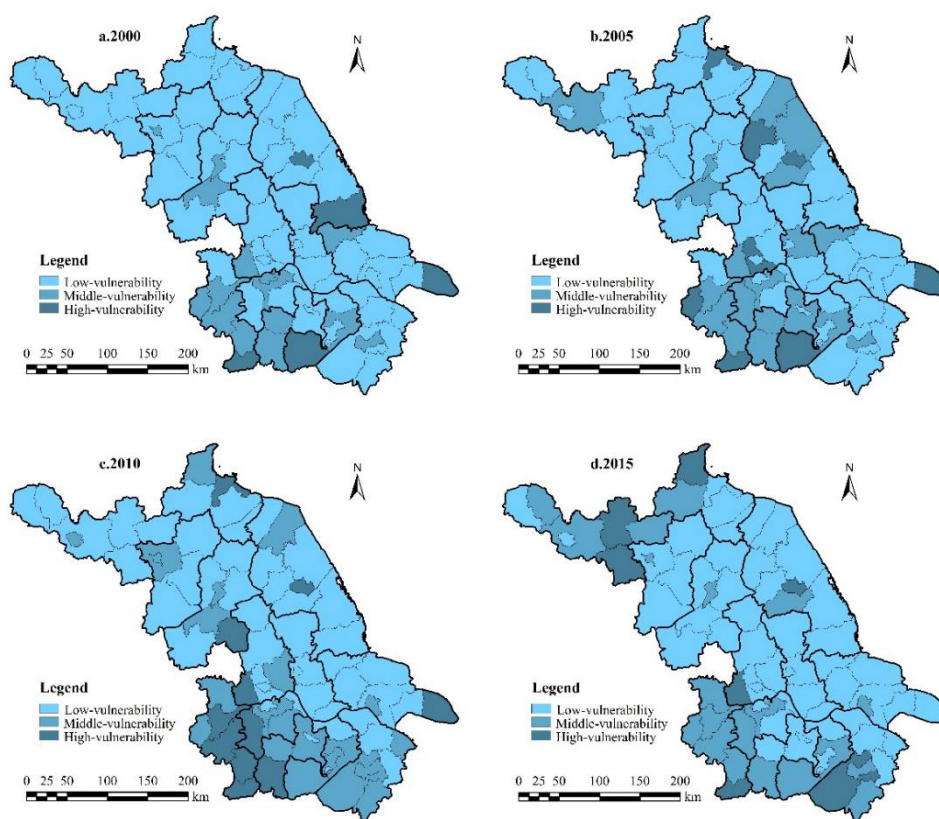 a.2000
N
Legend
Low-vulnerability
Middle-vulnerability
High-vulnerability
0 25 50 100 150 200
km
b.2005
N
Legend
Low-vulnerability
Middle-vulnerability
High-vulnerability
0 25 50 100 150 200
km
c.2010
N
Legend
Low-vulnerability
Middle-vulnerability
High-vulnerability
0 25 50 100 150 200
km
d.2015
N
Legend
Low-vulnerability
Middle-vulnerability
High-vulnerability
0 25 50 100 150 200
km